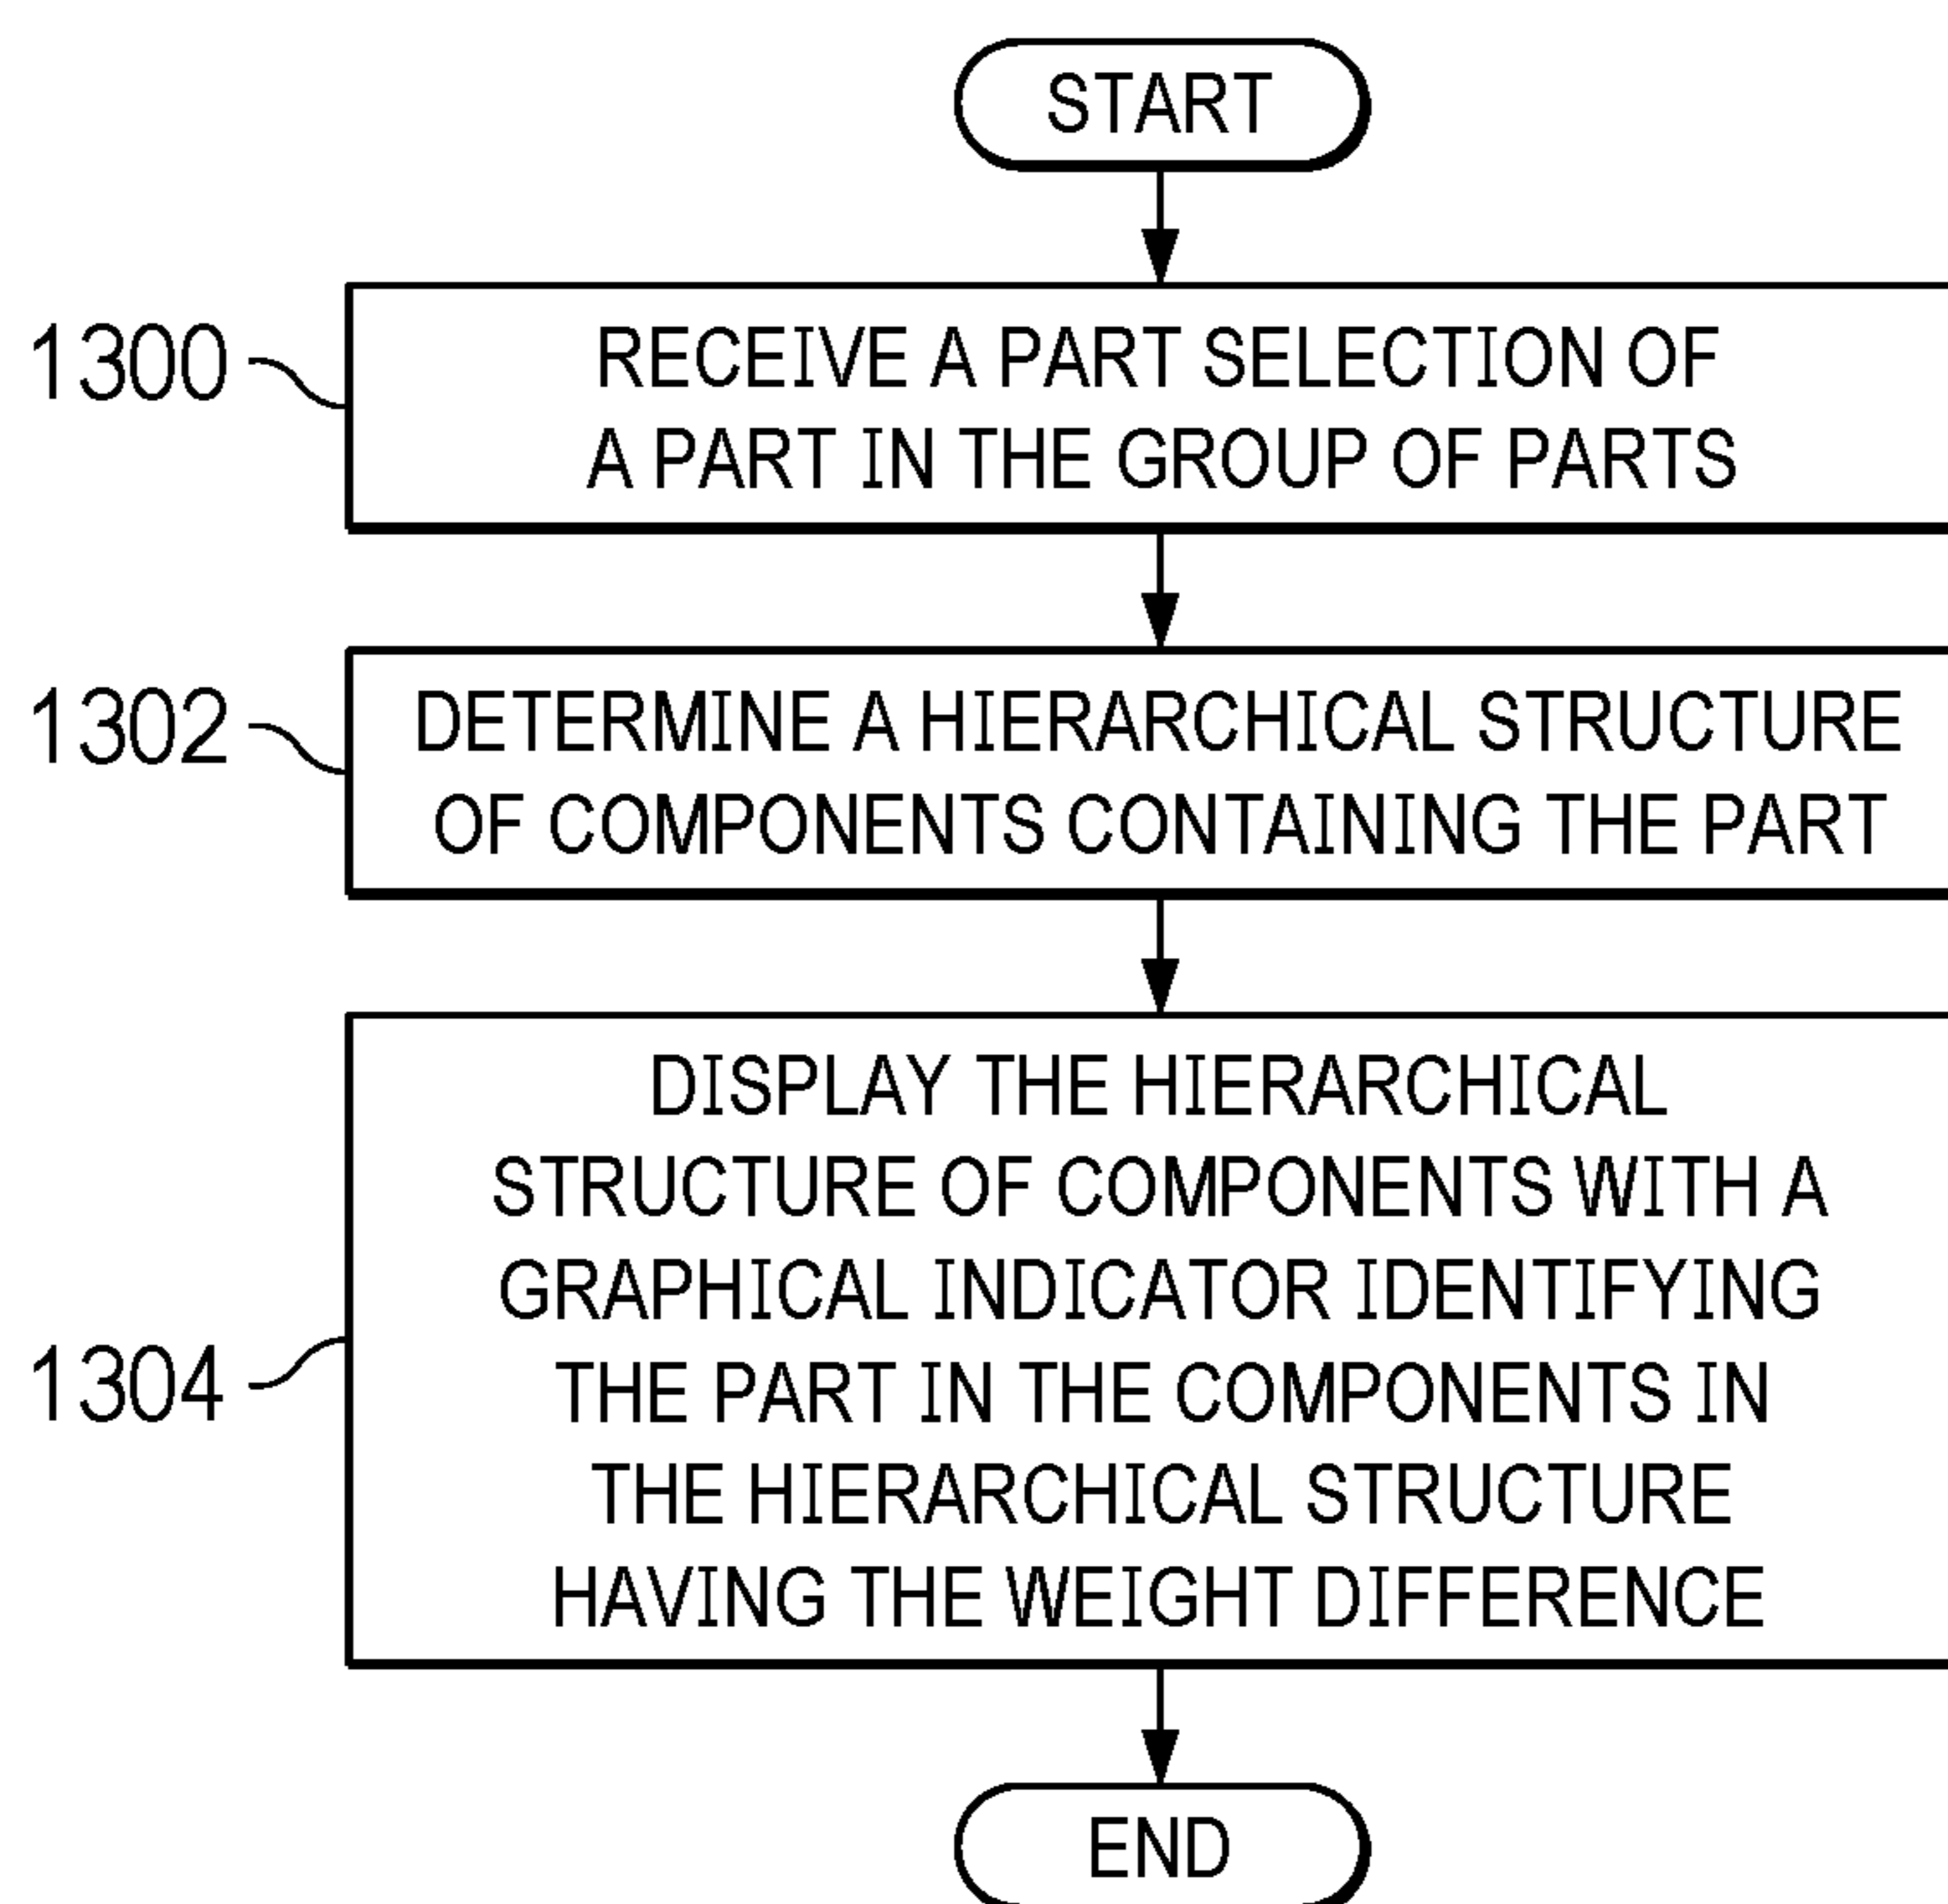 START
1300
RECEIVE A PART SELECTION OF
A PART IN THE GROUP OF PARTS
1302
DETERMINE A HIERARCHICAL STRUCTURE
OF COMPONENTS CONTAINING THE PART
1304
DISPLAY THE HIERARCHICAL
STRUCTURE OF COMPONENTS WITH A
GRAPHICAL INDICATOR IDENTIFYING
THE PART IN THE COMPONENTS IN
THE HIERARCHICAL STRUCTURE
HAVING THE WEIGHT DIFFERENCE
END